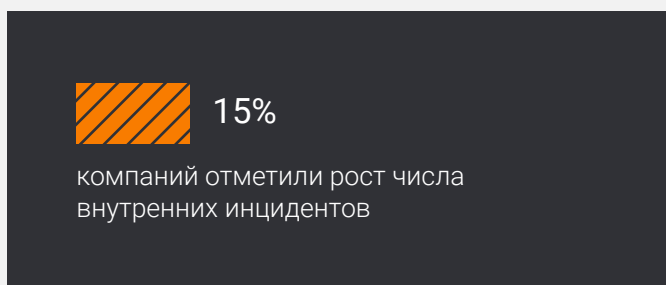 15%
компаний отметили рост числа
внутренних инцидентов